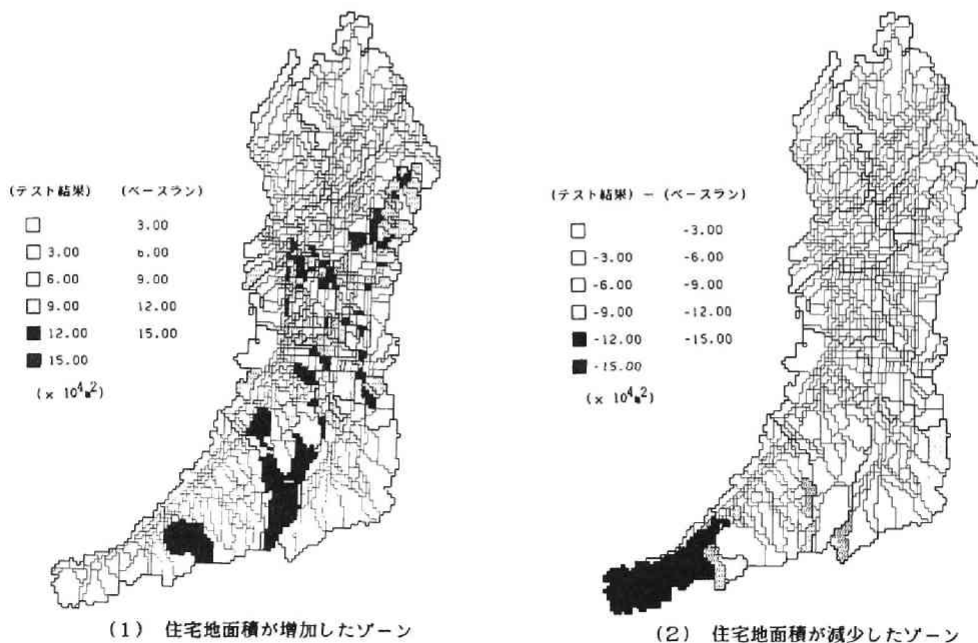 (テスト結果) (ベースラン)
3.00
3.00 6.00
6.00 9.00
9.00 12.00
12.00 15.00
15.00
(× 10⁴m²)
(1) 住宅地面積が増加したゾーン
(テスト結果) − (ベースラン)
-3.00
-3.00 -6.00
-6.00 -9.00
-9.00 -12.00
-12.00 -15.00
-15.00
(× 10⁴m²)
(2) 住宅地面積が減少したゾーン